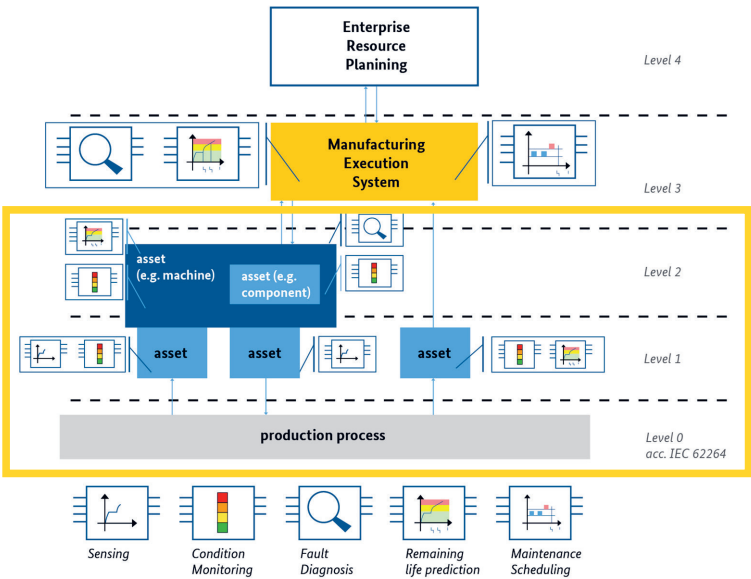 Enterprise
Resource
Planining
Level 4
Manufacturing
Execution
System
Level 3
asset
(e.g. machine)
asset (e.g.
component)
Level 2
asset
asset
asset
Level 1
production process
Level 0
acc. IEC 62264
Sensing
Condition
Monitoring
Fault
Diagnosis
Remaining
life prediction
Maintenance
Scheduling